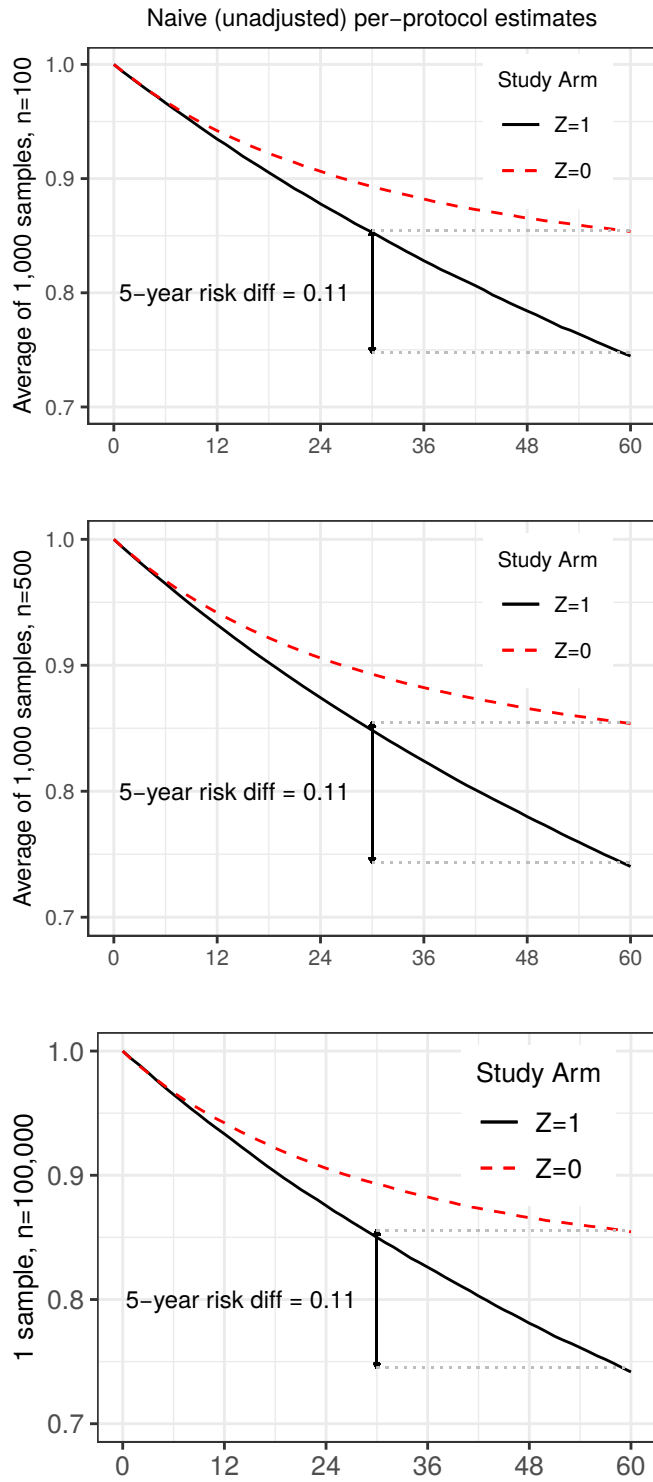 Naive (unadjusted) per−protocol estimates
Average of 1,000 samples, n=100
1.0
0.9
0.8
0.7
Study Arm
Z=1
Z=0
5−year risk diff = 0.11
0 12 24 36 48 60
Average of 1,000 samples, n=500
1.0
0.9
0.8
0.7
Study Arm
Z=1
Z=0
5−year risk diff = 0.11
0 12 24 36 48 60
1 sample, n=100,000
1.0
0.9
0.8
0.7
Study Arm
Z=1
Z=0
5−year risk diff = 0.11
0 12 24 36 48 60